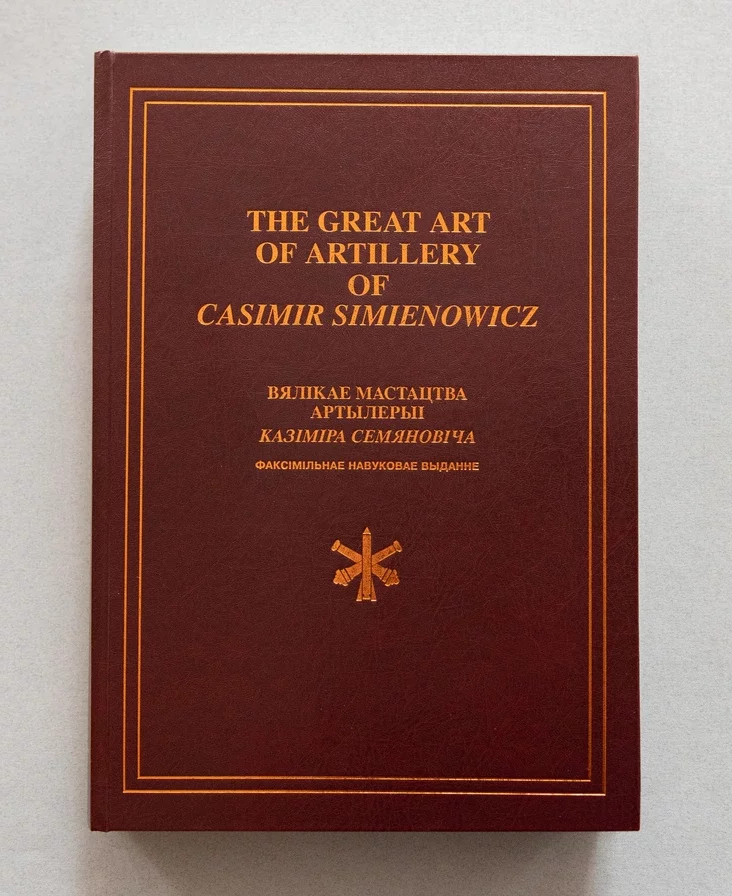 THE GREAT ART
OF ARTILLERY
OF
CASIMIR SIMIENOWICZ
ВЯЛІКАЕ МАСТАЦТВА
АРТЫЛЕРЫІ
КАЗІМІРА СЕМЯНОВІЧА
ФАКСІМІЛЬНАЕ НАВУКОВАЕ ВЫДАННЕ